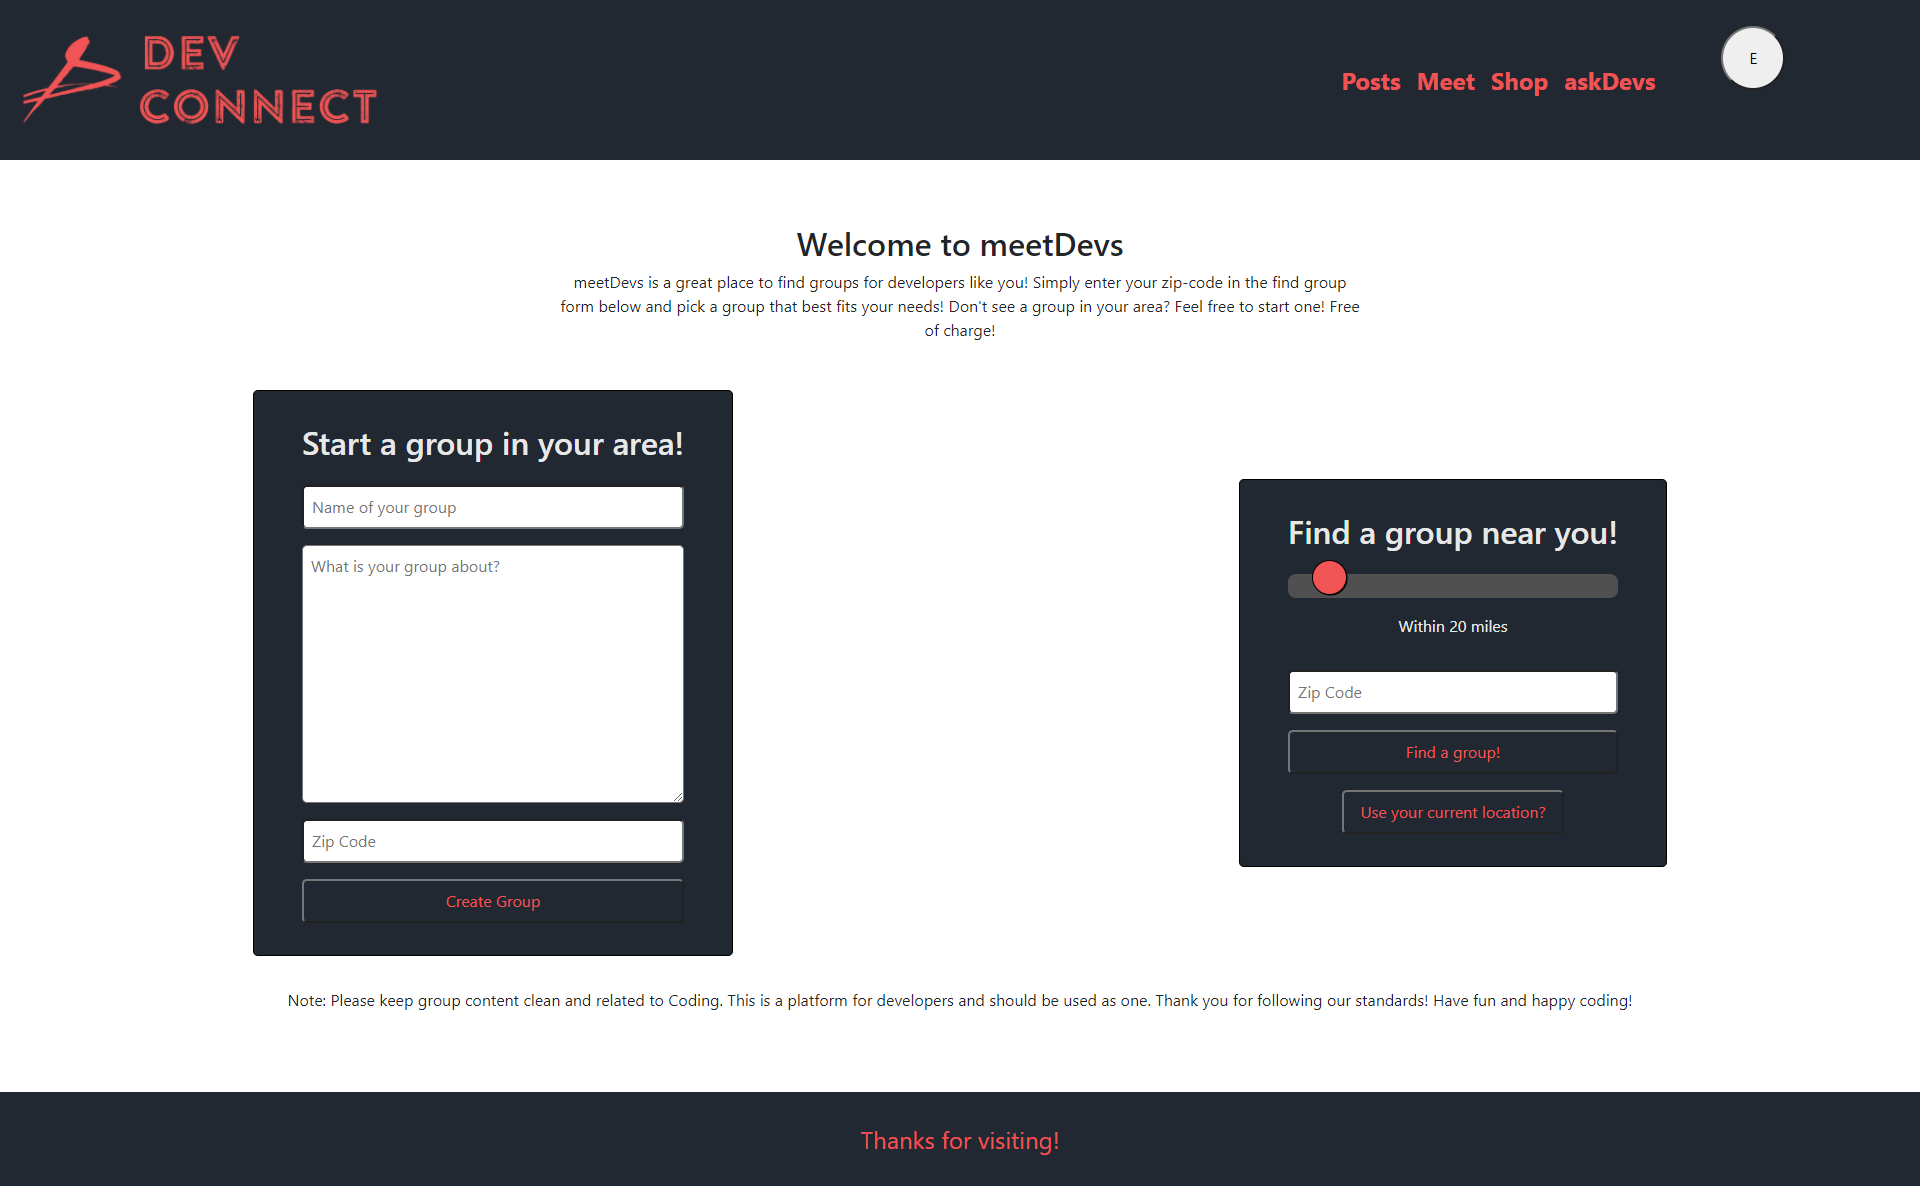 DEV
CONNECT
Posts Meet Shop askDevs
E
Welcome to meetDevs
meetDevs is a great place to find groups for developers like you! Simply enter your zip-code in the find group
form below and pick a group that best fits your needs! Don't see a group in your area? Feel free to start one! Free
of charge!
Start a group in your area!
Name of your group
What is your group about?
Zip Code
Create Group
Find a group near you!
Within 20 miles
Zip Code
Find a group!
Use your current location?
Note: Please keep group content clean and related to Coding. This is a platform for developers and should be used as one. Thank you for following our standards! Have fun and happy coding!
Thanks for visiting!